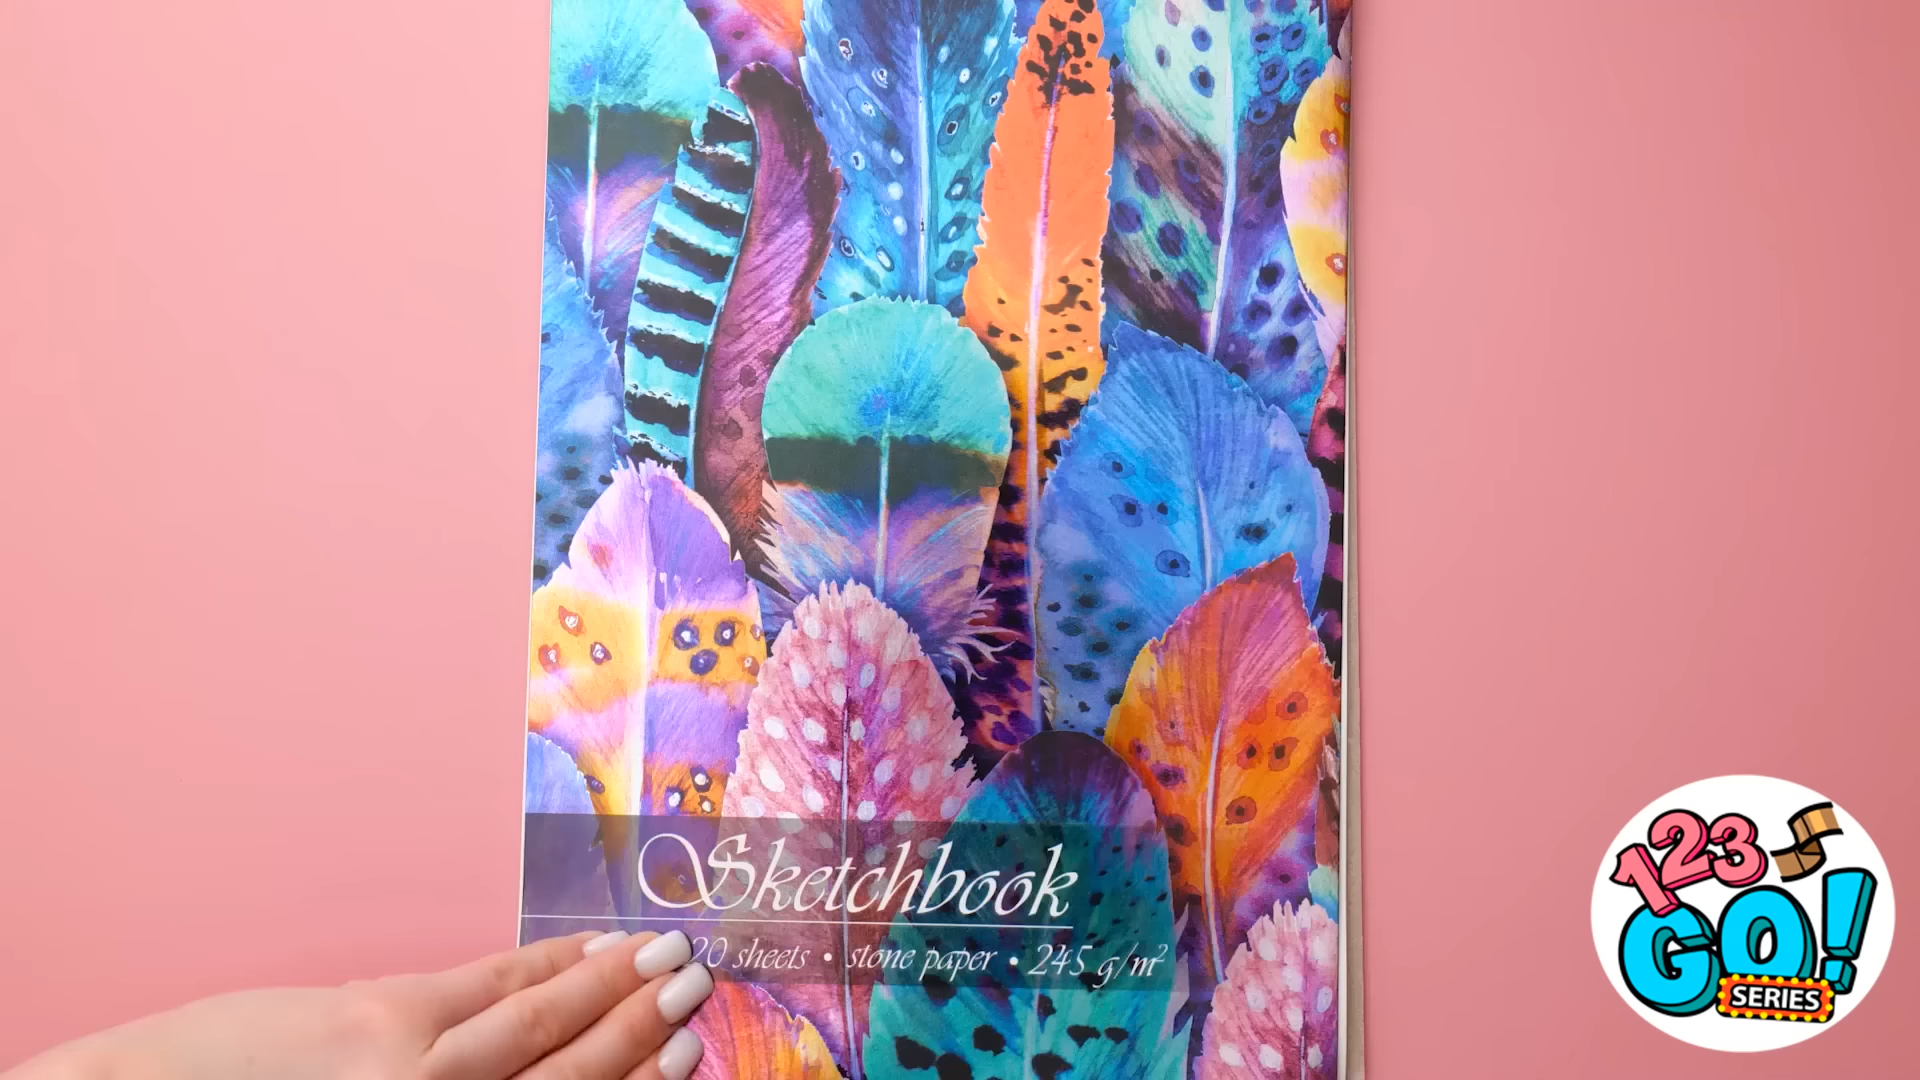 Sketchbook
20 sheets • stone paper • 245 g/m²
123
GO!
SERIES